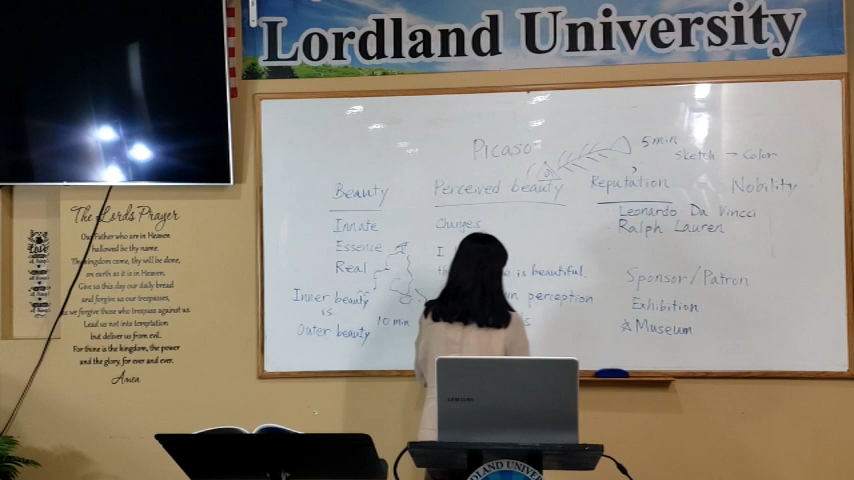 Lordland University
Picaso
5 min
Sketch → Color
Beauty
Perceived beauty
Reputation
Nobility
Innate
Changes
Leonardo Da Vincci
Ralph Lauren
Essence
I
Real
is beautiful.
Sponsor/Patron
Inner beauty
perception
Exhibition
is
Outer beauty
10 min
☆ Museum
The Lord's Prayer
Our Father who are in Heaven
hallowed be thy name.
Thy kingdom come, thy will be done,
on earth as it is in Heaven.
Give us this day our daily bread
and forgive us our trespasses,
as we forgive those who trespass against us.
Lead us not into temptation
but deliver us from evil.
For thine is the kingdom, the power
and the glory, for ever and ever.
Amen
SAMSUNG